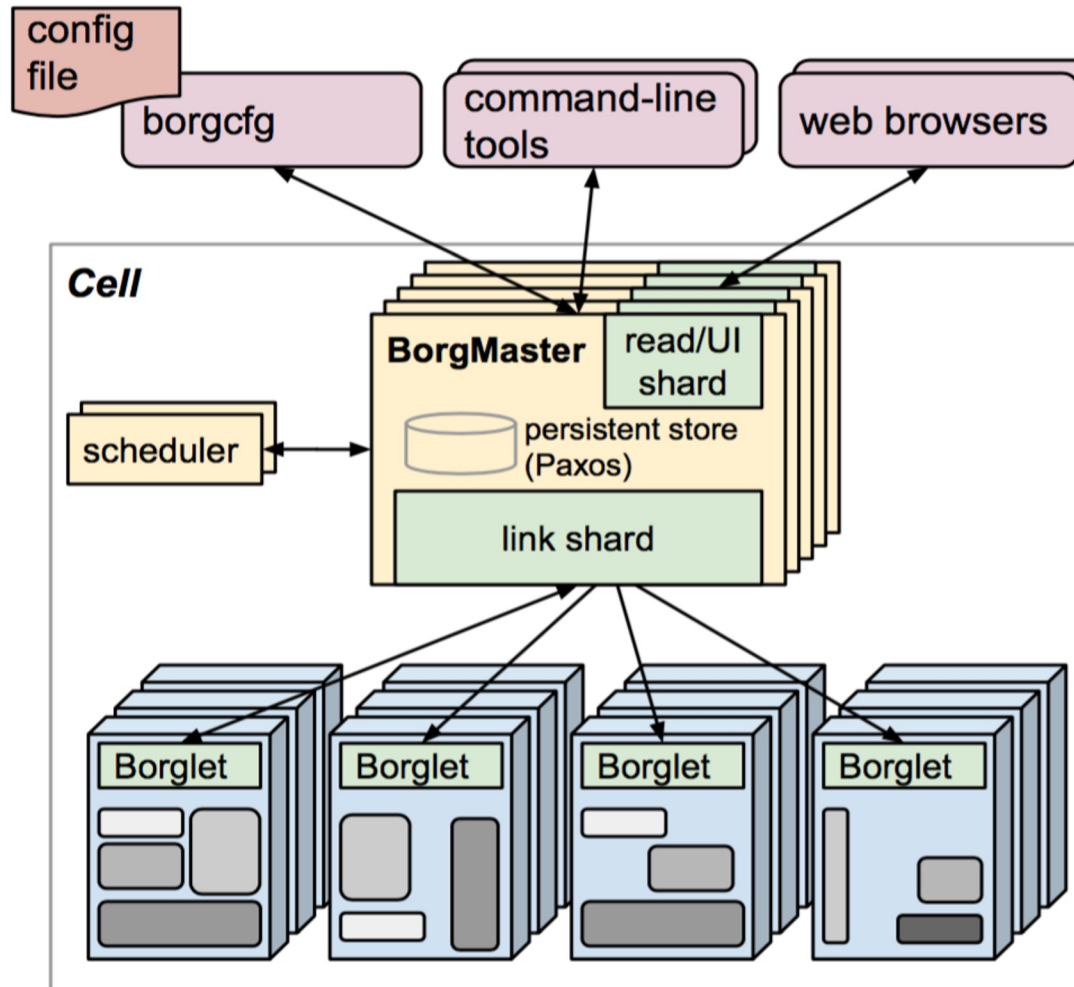 config
file
borgcfg
command-line
tools
web browsers
Cell
BorgMaster
read/UI
shard
persistent store
(Paxos)
scheduler
link shard
Borglet
Borglet
Borglet
Borglet